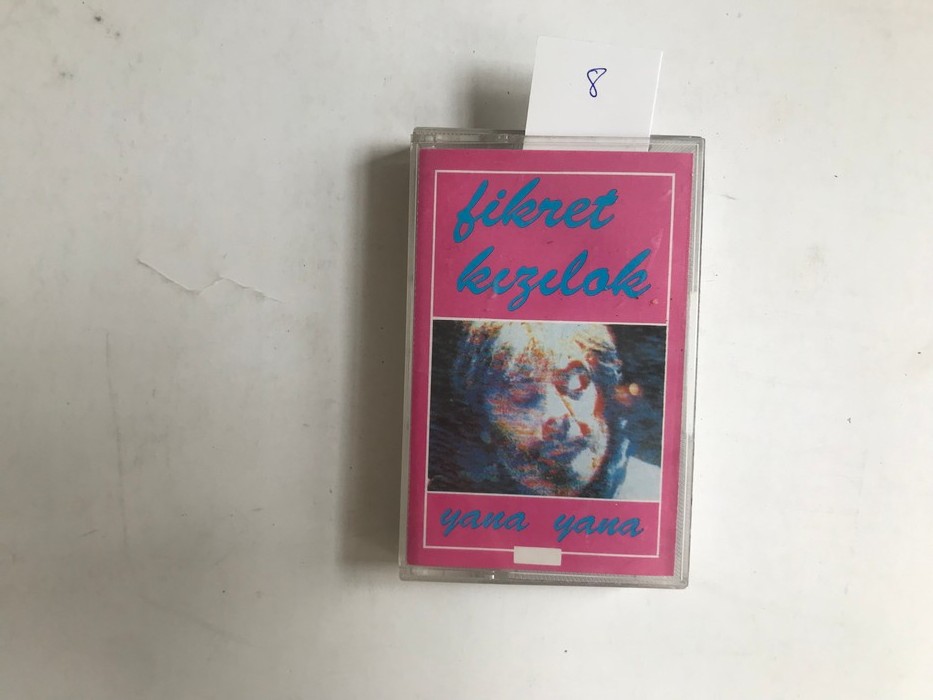 8
fikret
kızılok
yana yana